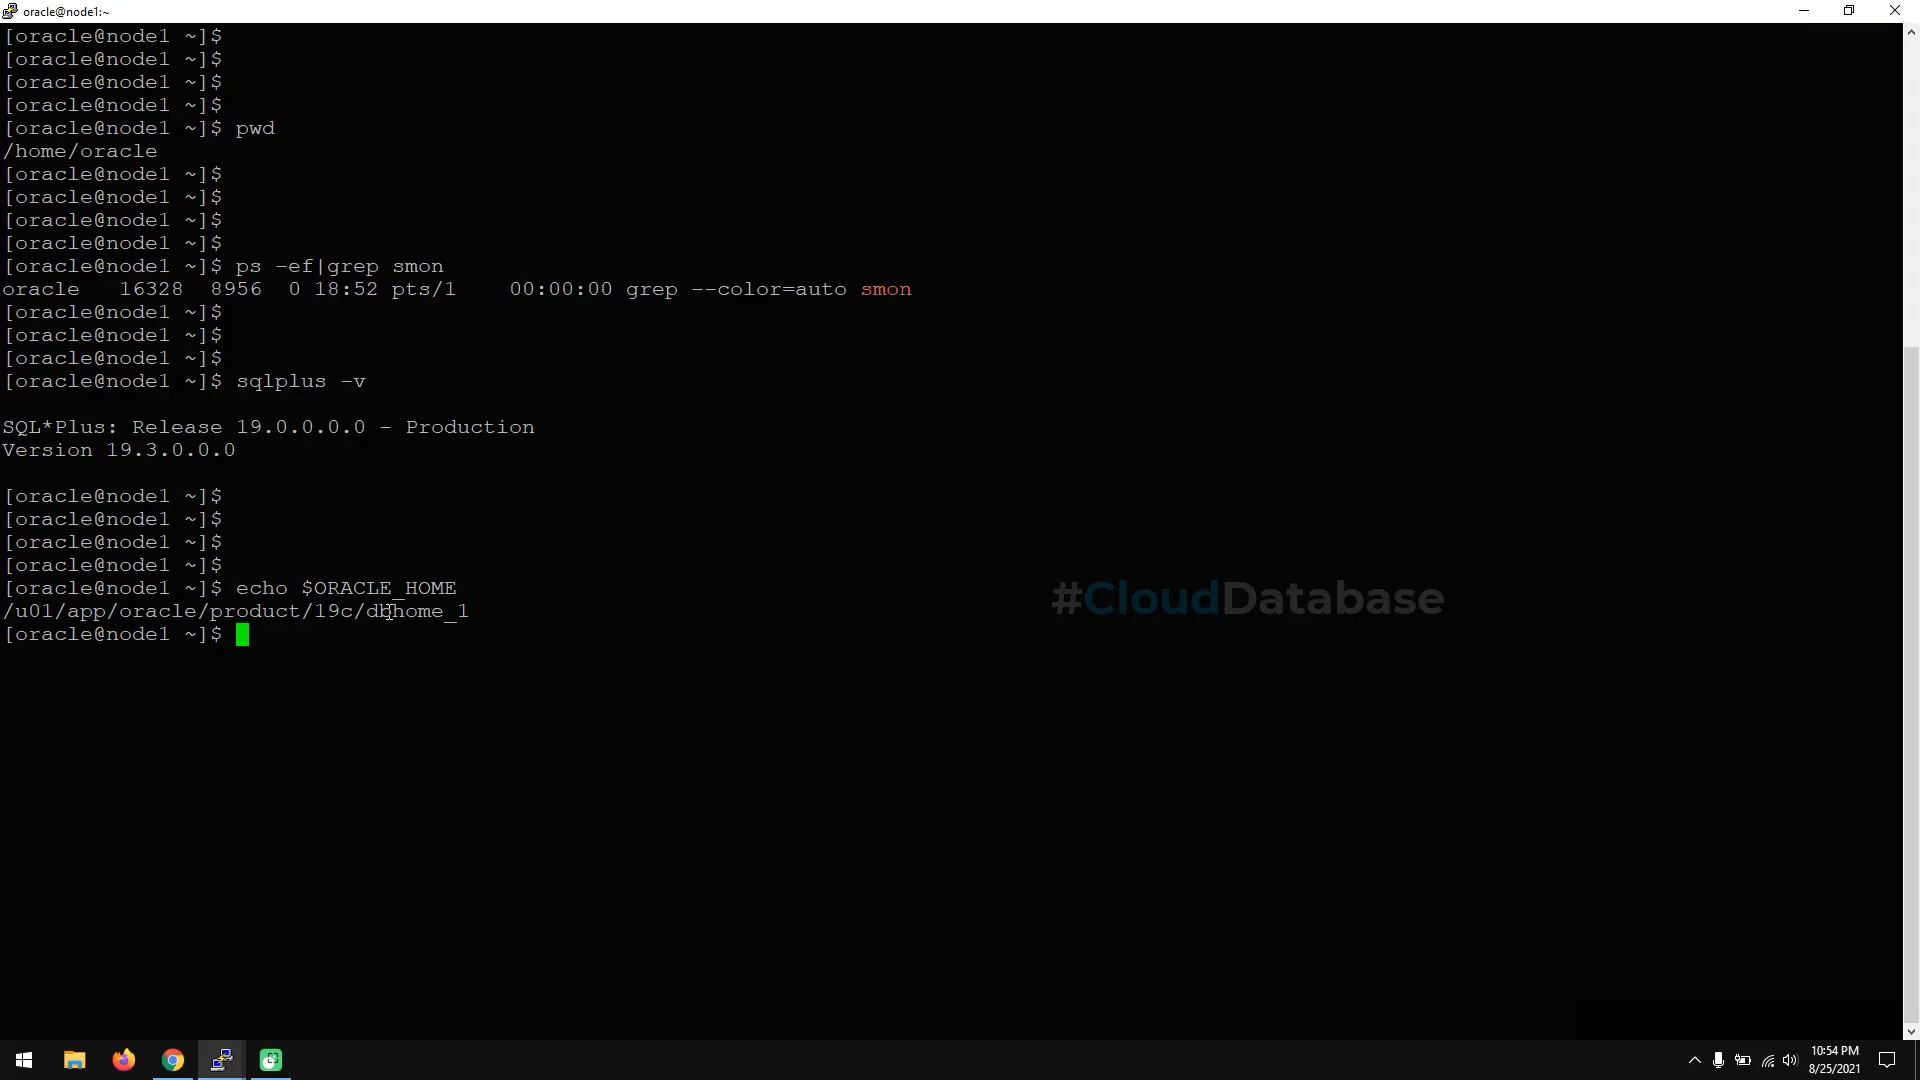 oracle@node1:~
[oracle@node1 ~]$
[oracle@node1 ~]$
[oracle@node1 ~]$
[oracle@node1 ~]$
[oracle@node1 ~]$ pwd
/home/oracle
[oracle@node1 ~]$
[oracle@node1 ~]$
[oracle@node1 ~]$
[oracle@node1 ~]$
[oracle@node1 ~]$ ps -ef|grep smon
oracle   16328  8956  0 18:52 pts/1    00:00:00 grep --color=auto smon
[oracle@node1 ~]$
[oracle@node1 ~]$
[oracle@node1 ~]$
[oracle@node1 ~]$ sqlplus -v
SQL*Plus: Release 19.0.0.0.0 - Production
Version 19.3.0.0.0
[oracle@node1 ~]$
[oracle@node1 ~]$
[oracle@node1 ~]$
[oracle@node1 ~]$
[oracle@node1 ~]$ echo $ORACLE_HOME
/u01/app/oracle/product/19c/dbhome_1
[oracle@node1 ~]$
#CloudDatabase
10:54 PM
8/25/2021